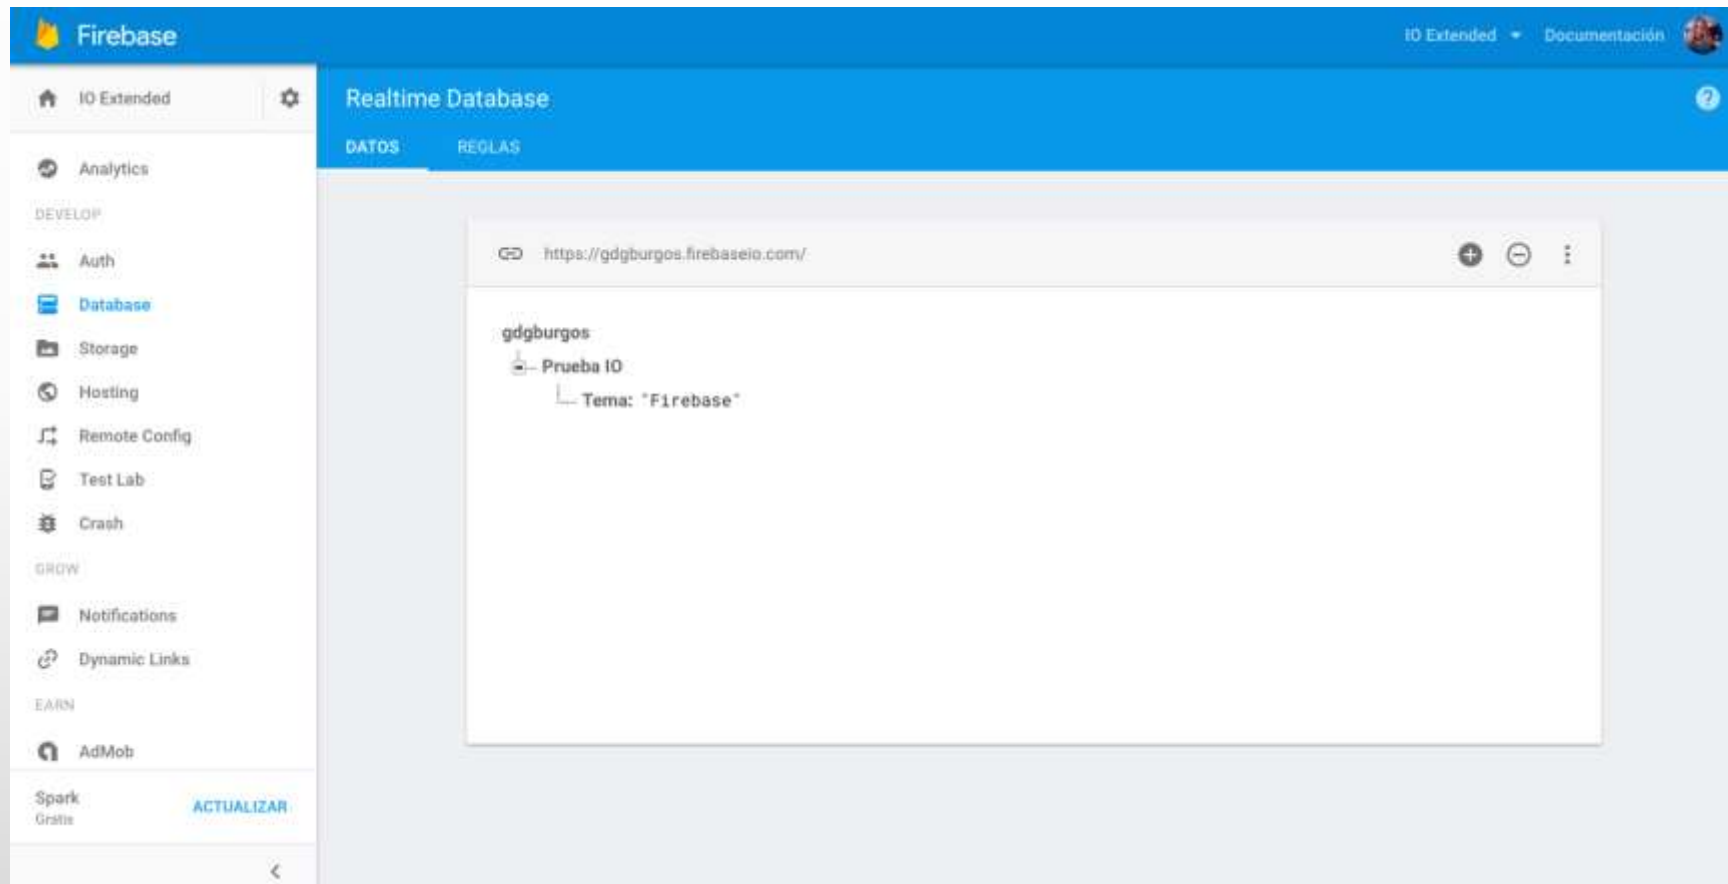 Firebase
IO Extended
Documentación
IO Extended
Realtime Database
?
DATOS
REGLAS
Analytics
DEVELOP
Auth
Database
Storage
Hosting
Remote Config
Test Lab
Crash
GROW
Notifications
Dynamic Links
EARN
AdMob
Spark
Gratis
ACTUALIZAR
https://gdgburgos.firebaseio.com/
gdgburgos
Prueba IO
Tema: "Firebase"